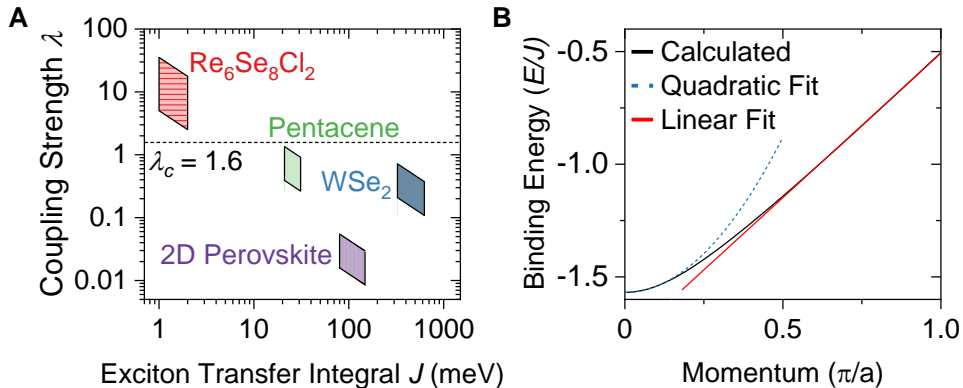 A
Coupling Strength λ
100
10
1
0.1
0.01
Re₆Se₈Cl₂
Pentacene
λc = 1.6
WSe₂
2D Perovskite
1
10
100
1000
Exciton Transfer Integral J (meV)
B
Binding Energy (E/J)
-0.5
-1.0
-1.5
Calculated
Quadratic Fit
Linear Fit
0
0.5
1.0
Momentum (π/a)